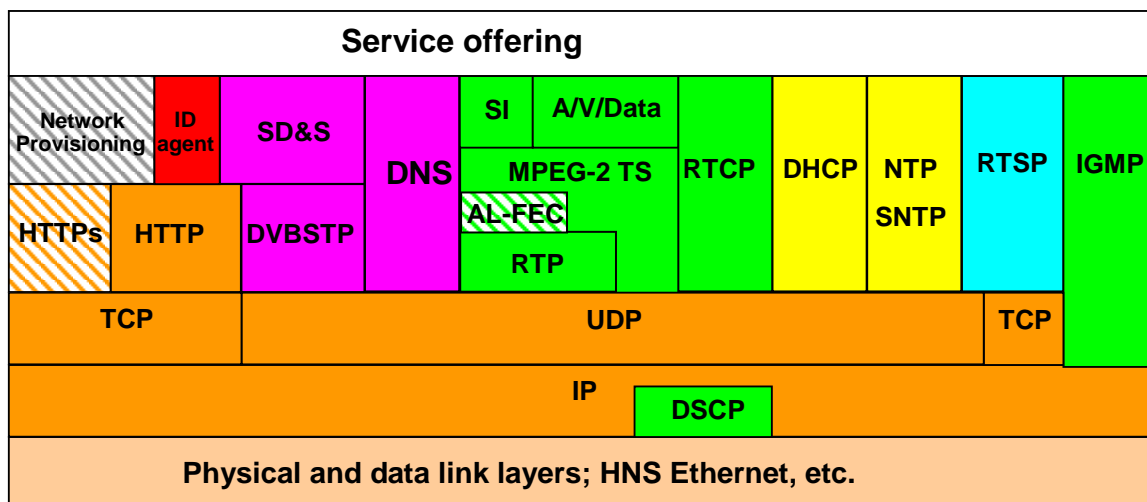 Service offering
Network
Provisioning
ID
agent
SD&S
DNS
SI
A/V/Data
MPEG-2 TS
AL-FEC
RTP
RTCP
DHCP
NTP
SNTP
RTSP
IGMP
HTTPs
HTTP
DVBSTP
TCP
UDP
TCP
IP
DSCP
Physical and data link layers; HNS Ethernet, etc.